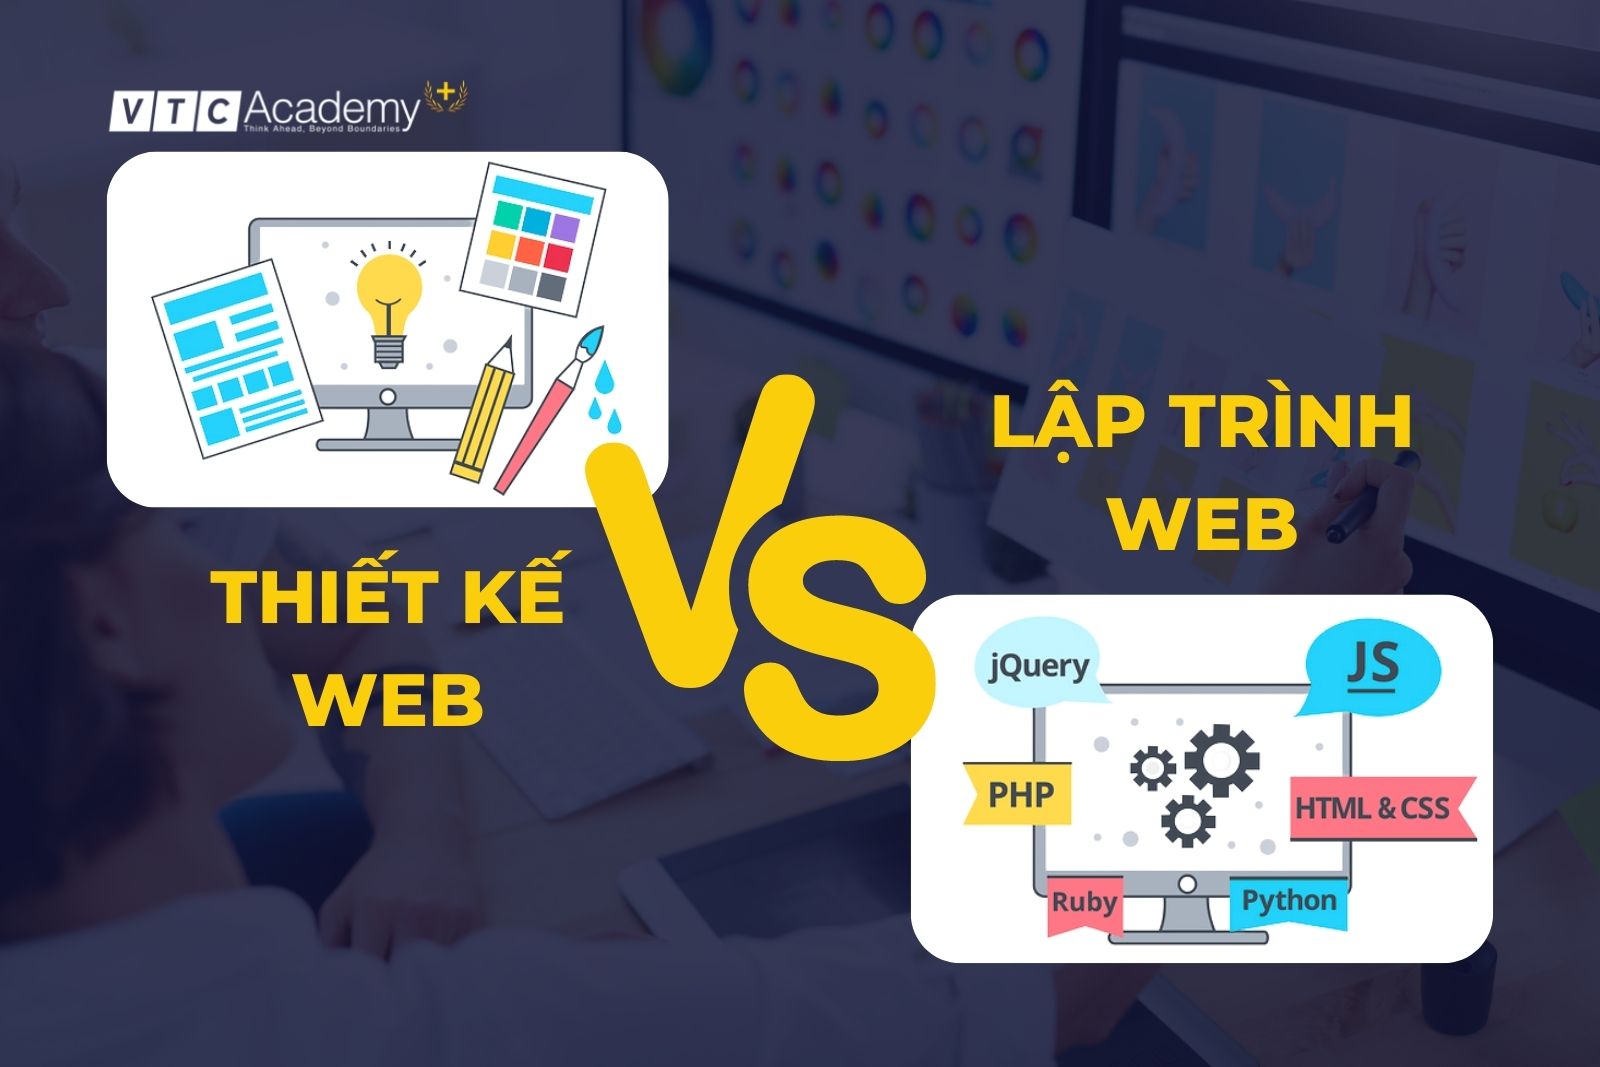 VTC Academy+
Think Ahead, Beyond Boundaries
THIẾT KẾ
WEB
VS
LẬP TRÌNH
WEB
jQuery
JS
PHP
HTML & CSS
Ruby
Python